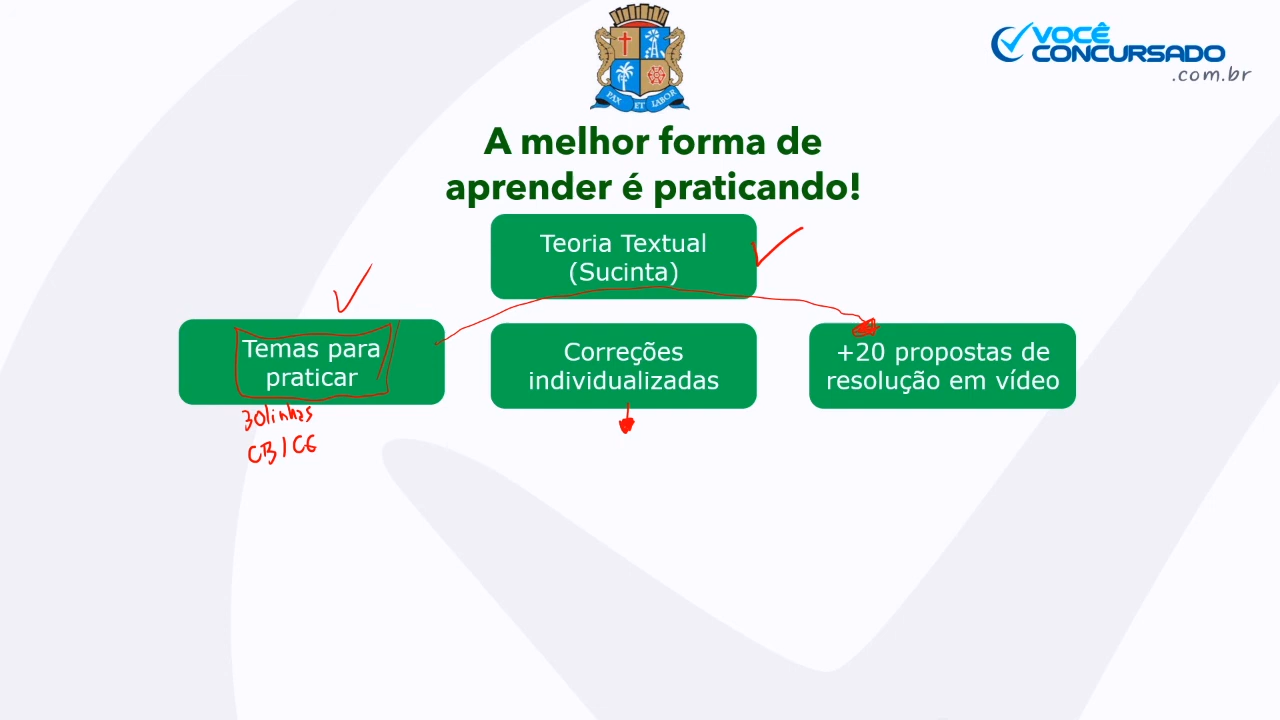 VOCÊ
CONCURSADO
.com.br
PAX ET LABOR
A melhor forma de
aprender é praticando!
Teoria Textual
(Sucinta)
Temas para
praticar
Correções
individualizadas
+20 propostas de
resolução em vídeo
30linhas
CB/CG